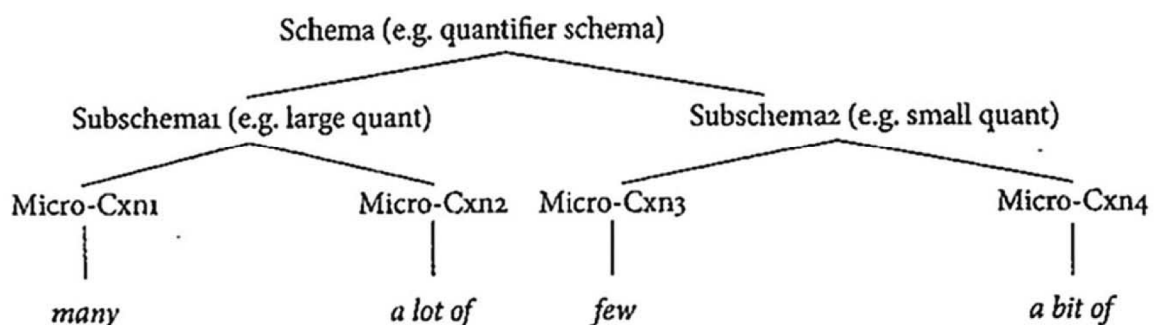 Schema (e.g. quantifier schema)
Subschema1 (e.g. large quant) Subschema2 (e.g. small quant)
Micro-Cxn1 Micro-Cxn2 Micro-Cxn3 Micro-Cxn4
many a lot of few a bit of